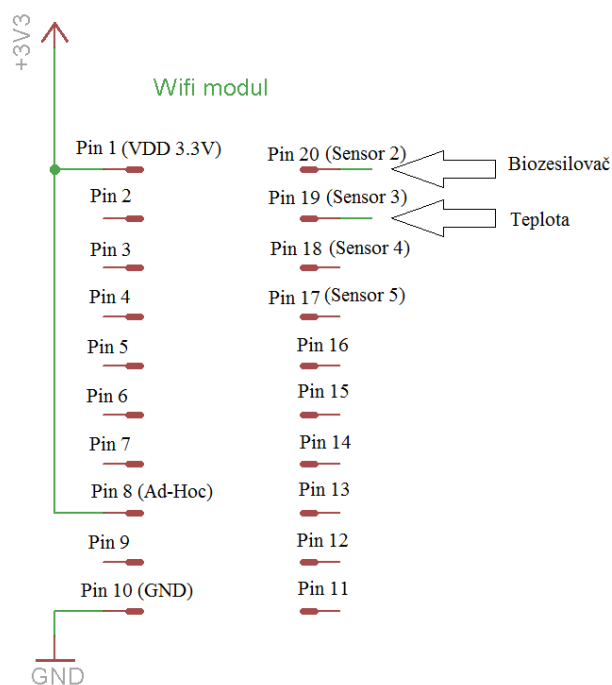 +3V3
Wifi modul
Pin 1 (VDD 3.3V)
Pin 20 (Sensor 2)
Biozesilovač
Pin 2
Pin 19 (Sensor 3)
Teplota
Pin 3
Pin 18 (Sensor 4)
Pin 4
Pin 17 (Sensor 5)
Pin 5
Pin 16
Pin 6
Pin 15
Pin 7
Pin 14
Pin 8 (Ad-Hoc)
Pin 13
Pin 9
Pin 12
Pin 10 (GND)
Pin 11
GND